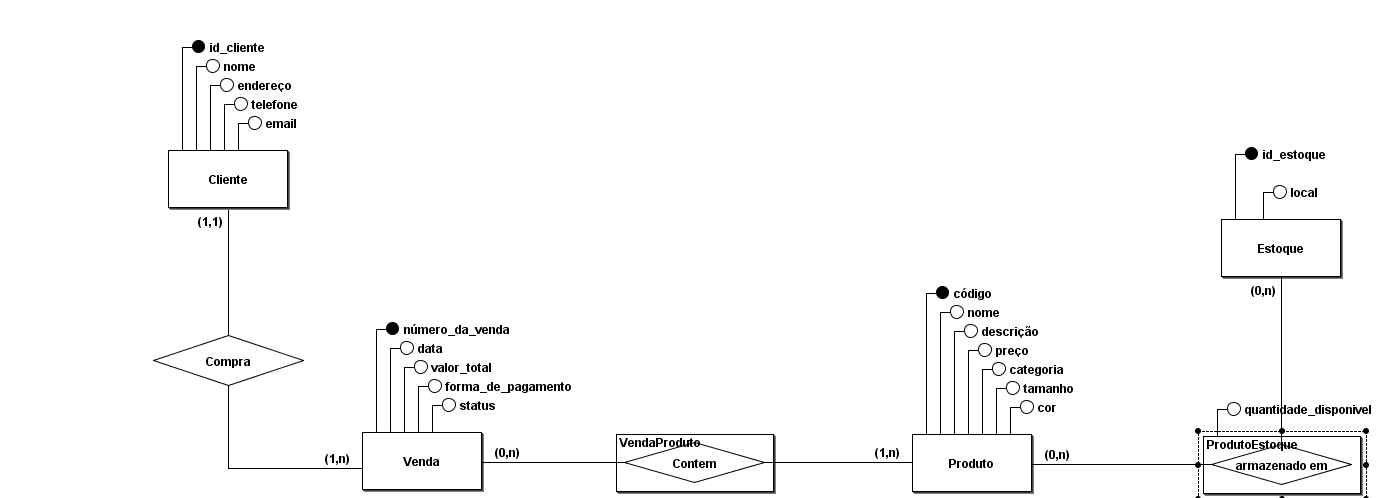 id_cliente
nome
endereço
telefone
email
Cliente
(1,1)
Compra
(1,n)
número_da_venda
data
valor_total
forma_de_pagamento
status
Venda
(0,n)
VendaProduto
Contem
(1,n)
código
nome
descrição
preço
categoria
tamanho
cor
Produto
(0,n)
id_estoque
local
Estoque
(0,n)
quantidade_disponivel
ProdutoEstoque
armazenado em